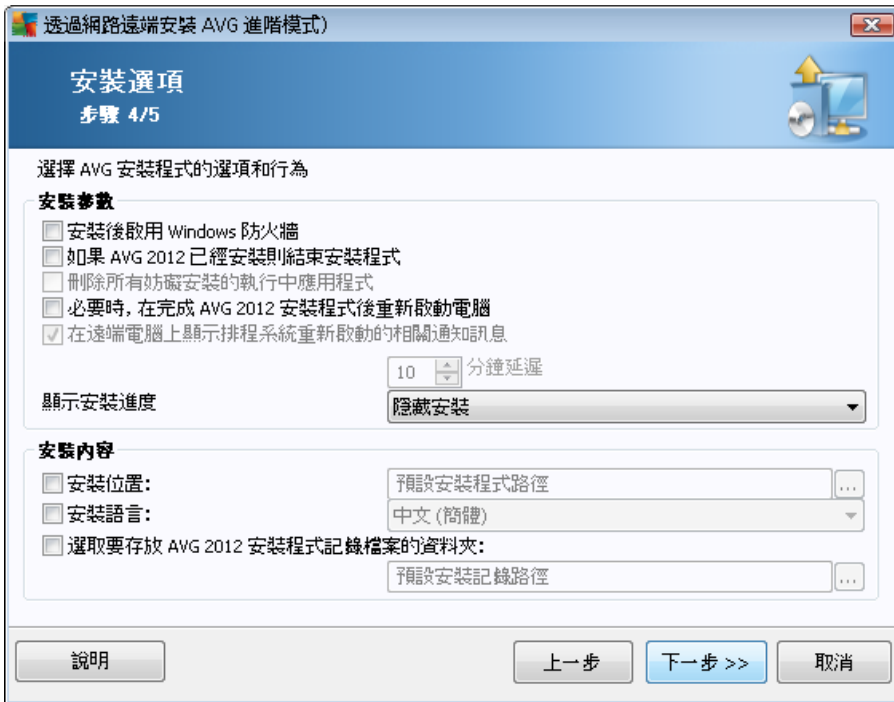 透過網路遠端安裝 AVG 進階模式)
安裝選項
步驟 4/5
選擇 AVG 安裝程式的選項和行為
安裝參數
安裝後啟用 Windows 防火牆
如果 AVG 2012 已經安裝則結束安裝程式
刪除所有妨礙安裝的執行中應用程式
必要時, 在完成 AVG 2012 安裝程式後重新啟動電腦
在遠端電腦上顯示排程系統重新啟動的相關通知訊息
10 分鐘延遲
顯示安裝進度 隱藏安裝
安裝內容
安裝位置: 預設安裝程式路徑 ...
安裝語言: 中文 (簡體)
選取要存放 AVG 2012 安裝程式記錄檔案的資料夾:
預設安裝記錄路徑 ...
說明 上一步 下一步 >> 取消